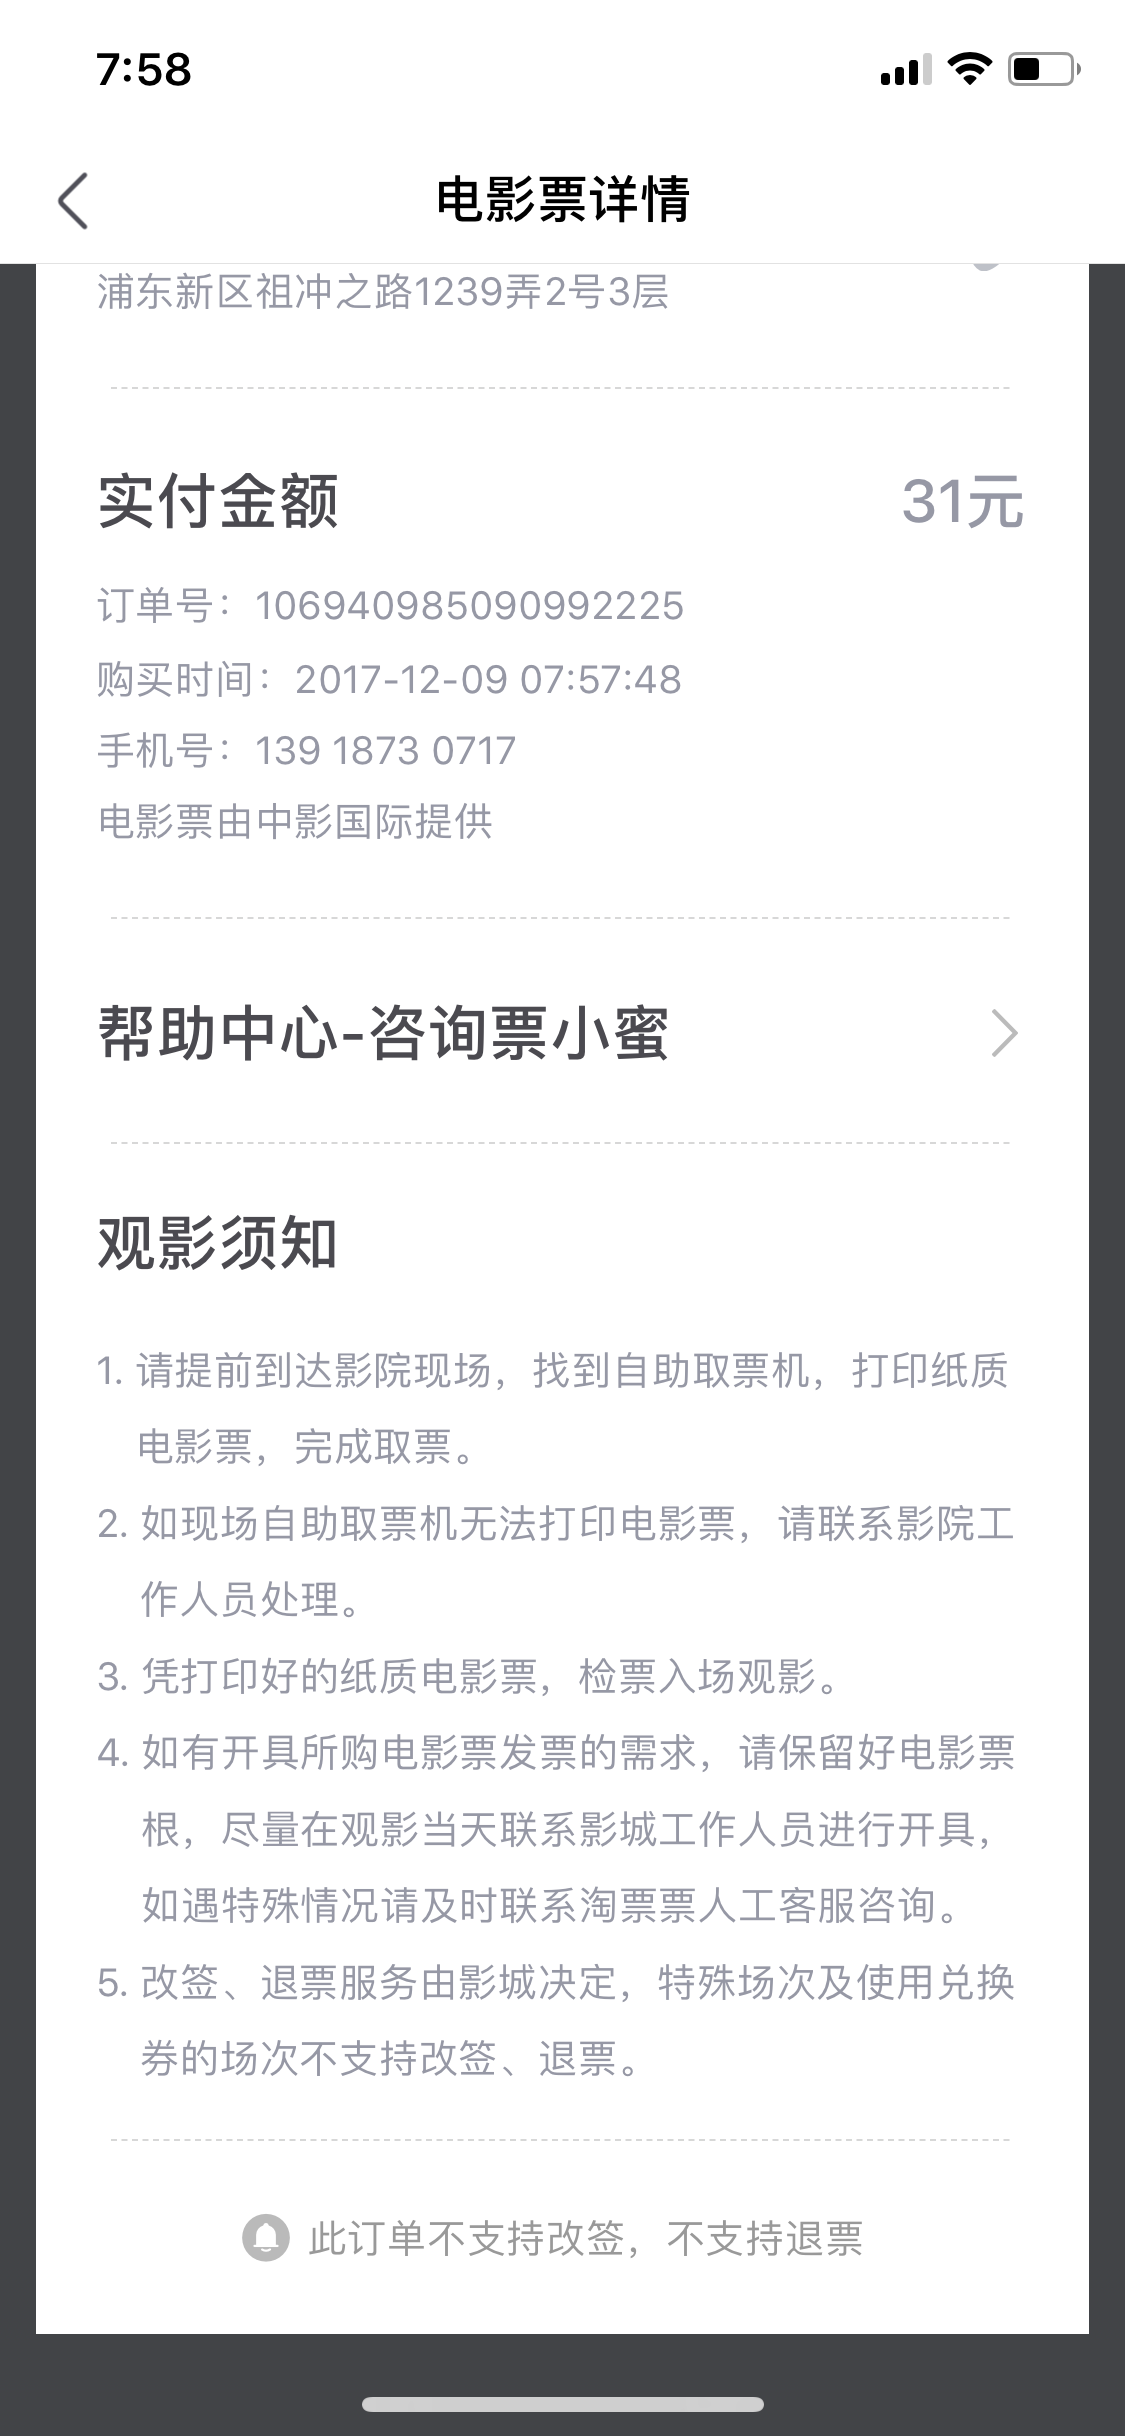 7:58
电影票详情
浦东新区祖冲之路1239弄2号3层
实付金额 31元
订单号：106940985090992225
购买时间：2017-12-09 07:57:48
手机号：139 1873 0717
电影票由中影国际提供
帮助中心-咨询票小蜜
观影须知
1. 请提前到达影院现场，找到自助取票机，打印纸质
电影票，完成取票。
2. 如现场自助取票机无法打印电影票，请联系影院工
作人员处理。
3. 凭打印好的纸质电影票，检票入场观影。
4. 如有开具所购电影票发票的需求，请保留好电影票
根，尽量在观影当天联系影城工作人员进行开具，
如遇特殊情况请及时联系淘票票人工客服咨询。
5. 改签、退票服务由影城决定，特殊场次及使用兑换
券的场次不支持改签、退票。
此订单不支持改签，不支持退票